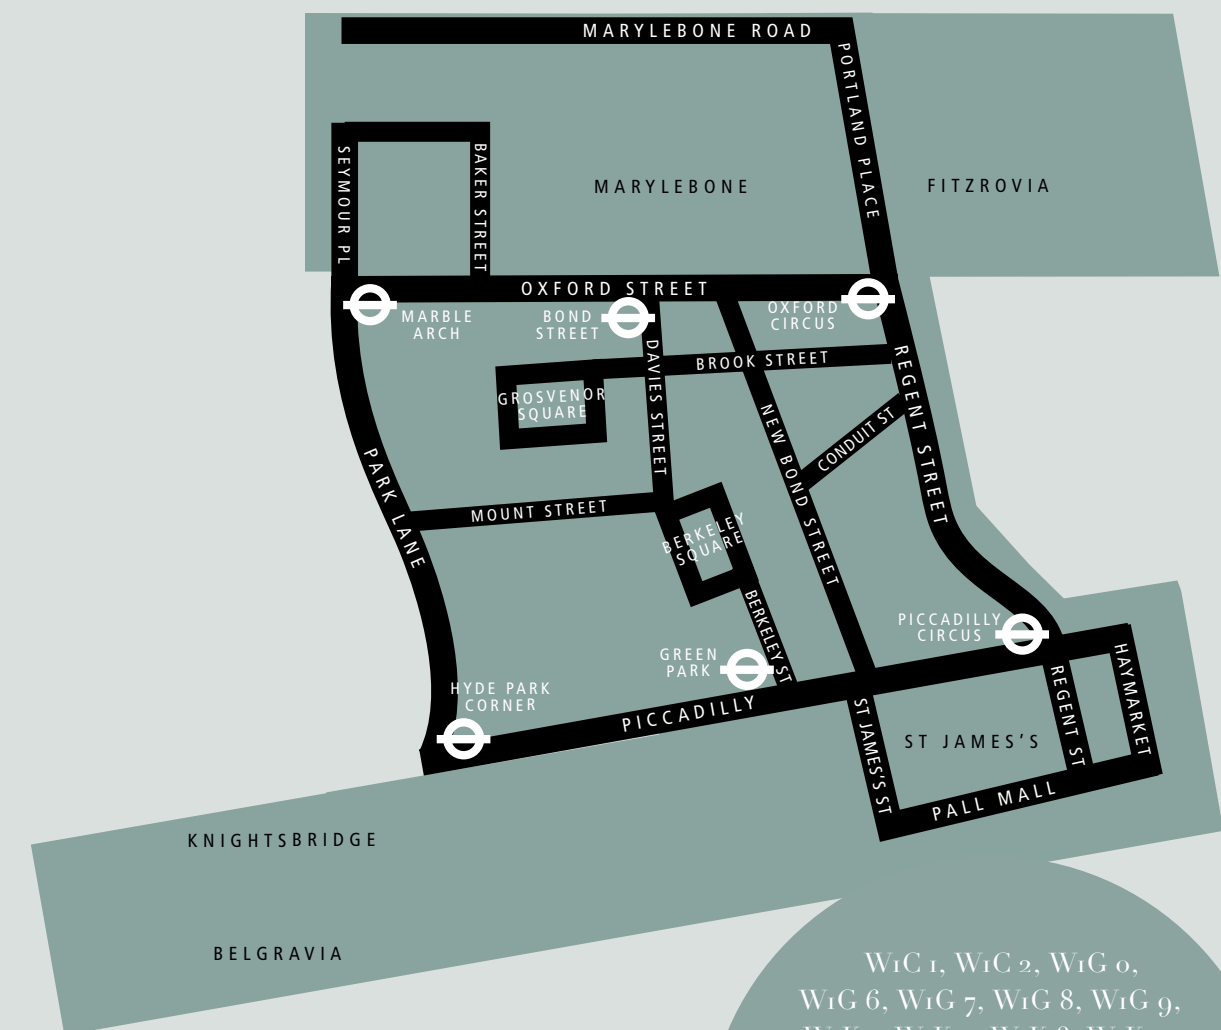 MARYLEBONE ROAD
PORTLAND PLACE
SEYMOUR PL
BAKER STREET
MARYLEBONE
FITZROVIA
OXFORD STREET
MARBLE
ARCH
BOND
STREET
OXFORD
CIRCUS
DAVIES STREET
BROOK STREET
REGENT STREET
GROSVENOR
SQUARE
NEW BOND STREET
CONDUIT ST
PARK LANE
MOUNT STREET
BERKELEY
SQUARE
BERKELEY ST
PICCADILLY
CIRCUS
GREEN
PARK
HYDE PARK
CORNER
PICCADILLY
ST JAMES'S ST
ST JAMES'S
REGENT ST
HAYMARKET
PALL MALL
KNIGHTSBRIDGE
BELGRAVIA
W1C 1, W1C 2, W1G 0,
W1G 6, W1G 7, W1G 8, W1G 9,